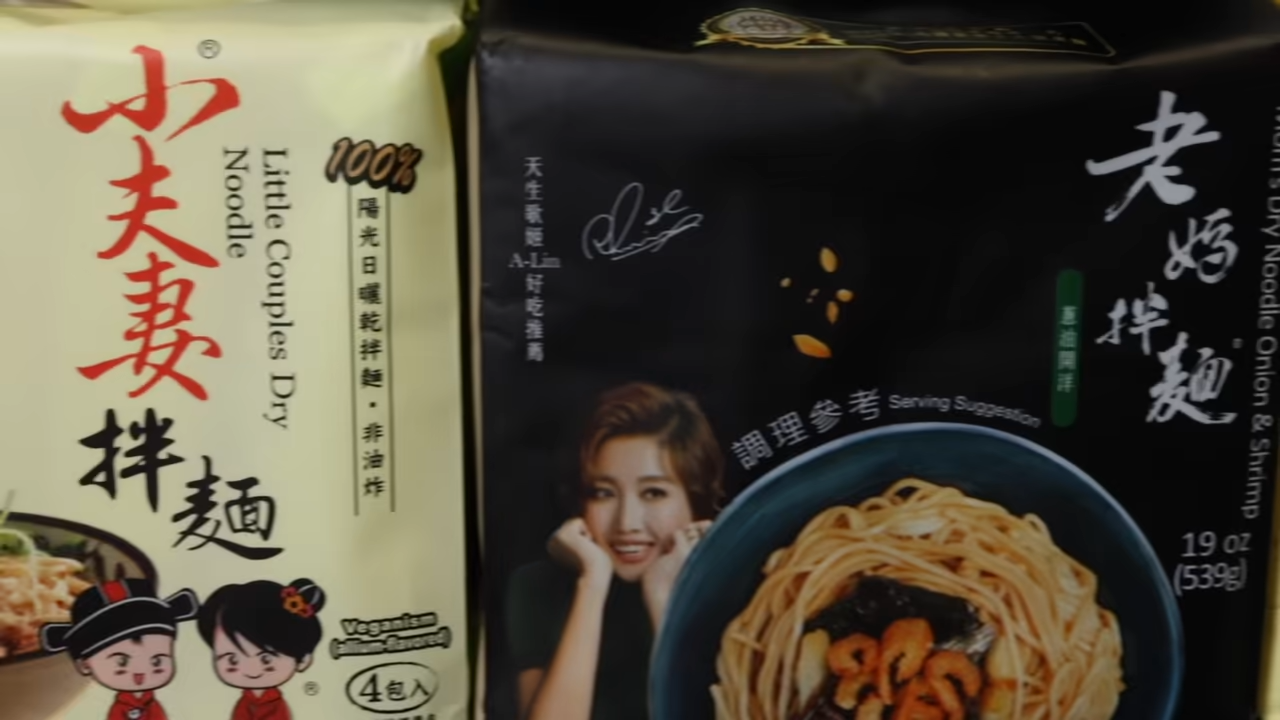 小夫妻
拌麵
®
Little Couples Dry
Noodle
100%
陽光日曬乾拌麵・非油炸
Veganism
(allium-flavored)
4包入
®
天生歌姬
A-Lin
好吃推薦
老媽
拌麵
蔥油開洋
Mom's Dry Noodle Onion & Shrimp
調理參考 Serving Suggestion
19 oz
(539g)